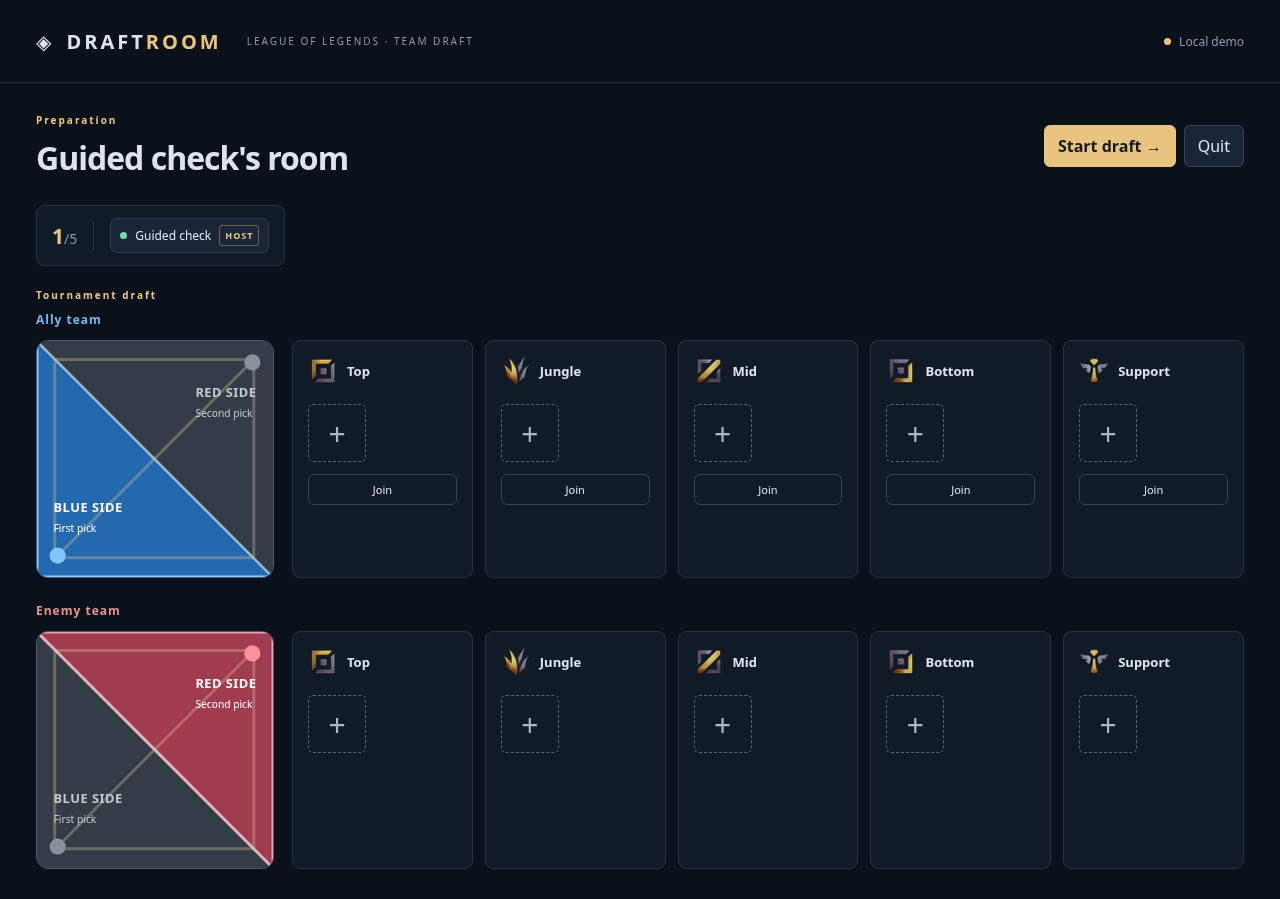 ◈ DRAFTROOM LEAGUE OF LEGENDS · TEAM DRAFT Local demo
Preparation
Guided check's room
Start draft → Quit
1/5 Guided check HOST
Tournament draft
Ally team
RED SIDE
Second pick
BLUE SIDE
First pick
Top Jungle Mid Bottom Support
+ + + + +
Join Join Join Join Join
Enemy team
RED SIDE
Second pick
BLUE SIDE
First pick
Top Jungle Mid Bottom Support
+ + + + +